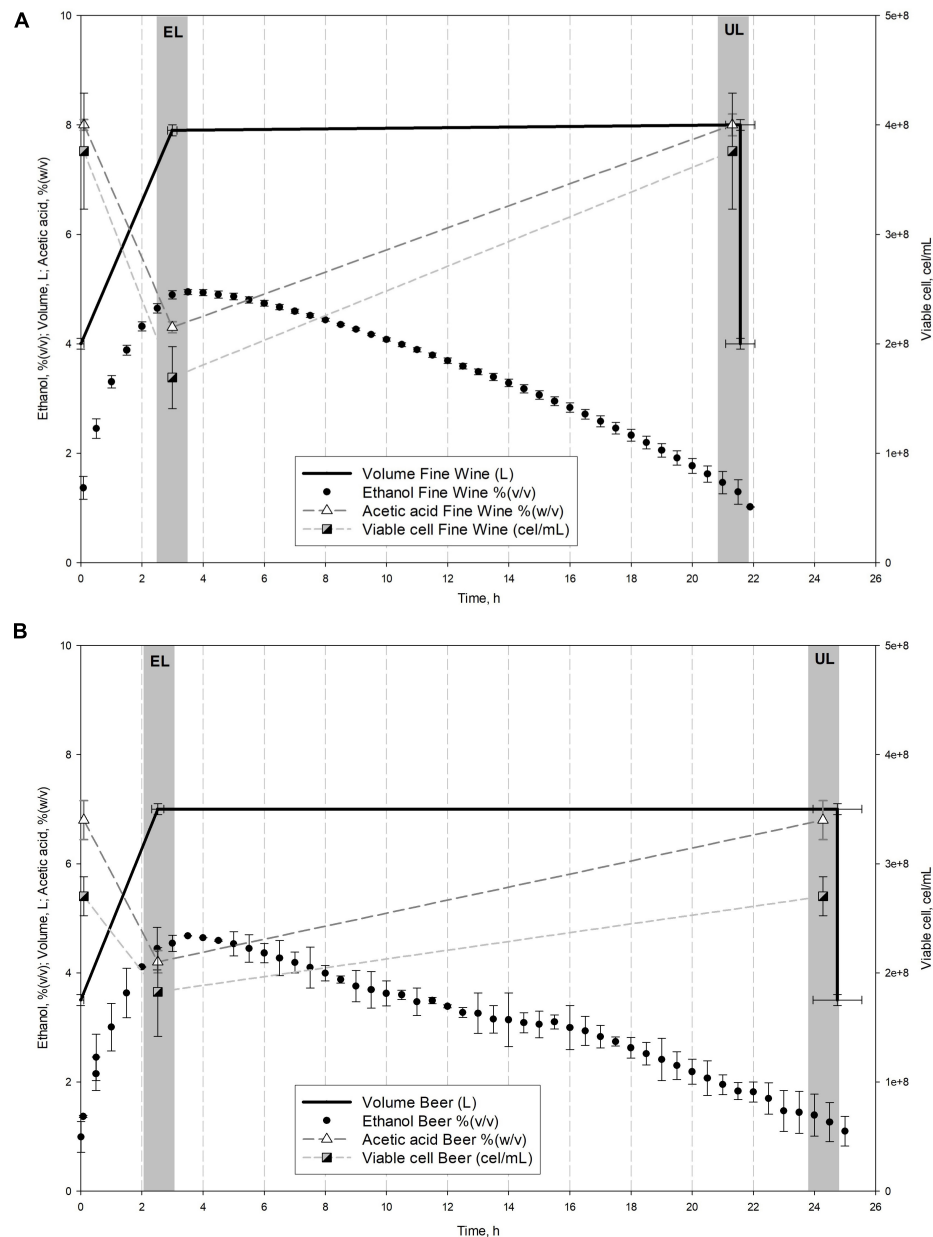 A
EL
UL
10
8
6
4
2
0
Ethanol, %(v/v); Volume, L; Acetic acid, %(w/v)
5e+8
4e+8
3e+8
2e+8
1e+8
0
Viable cell, cel/mL
Volume Fine Wine (L)
Ethanol Fine Wine %(v/v)
Acetic acid Fine Wine %(w/v)
Viable cell Fine Wine (cel/mL)
0 2 4 6 8 10 12 14 16 18 20 22 24 26
Time, h
B
EL
UL
10
8
6
4
2
0
Ethanol, %(v/v); Volume, L; Acetic acid, %(w/v)
5e+8
4e+8
3e+8
2e+8
1e+8
0
Viable cell, cel/mL
Volume Beer (L)
Ethanol Beer %(v/v)
Acetic acid Beer %(w/v)
Viable cell Beer (cel/mL)
0 2 4 6 8 10 12 14 16 18 20 22 24 26
Time, h